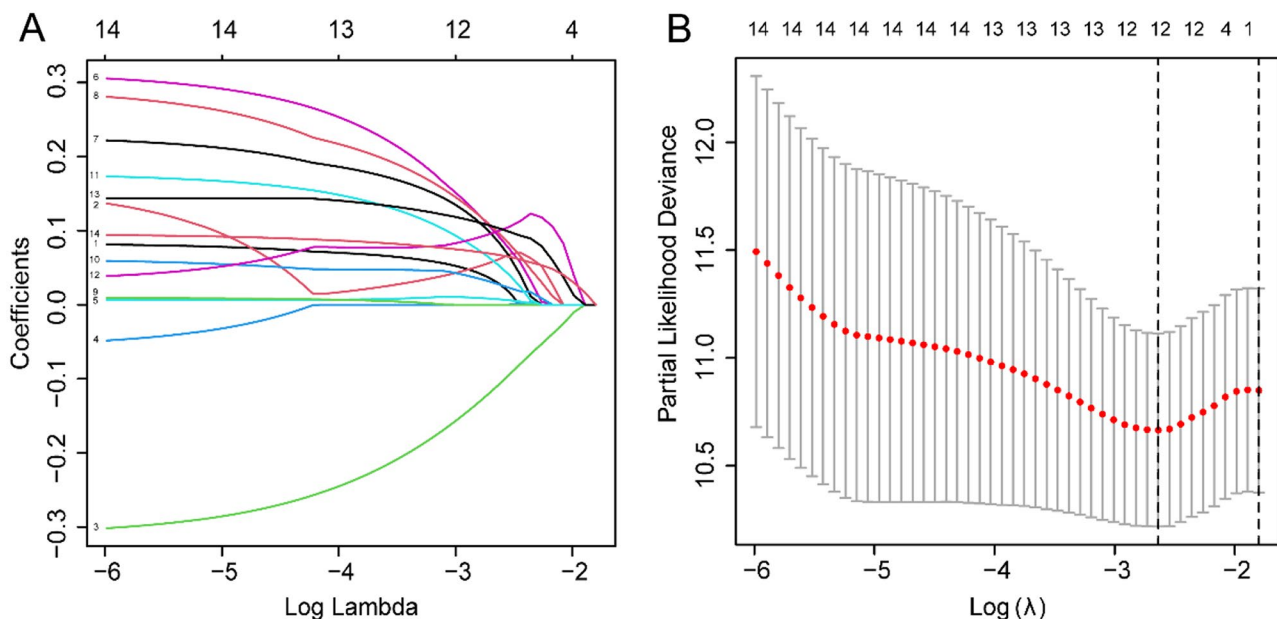 A
14 14 13 12 4
0.3
0.2
0.1
0.0
−0.1
−0.2
−0.3
Coefficients
6
8
7
11
13
2
14
1
10
12
9
5
4
3
−6 −5 −4 −3 −2
Log Lambda
B
14 14 14 14 14 14 13 13 13 13 12 12 12 4 1
12.0
11.5
11.0
10.5
Partial Likelihood Deviance
−6 −5 −4 −3 −2
Log (λ)